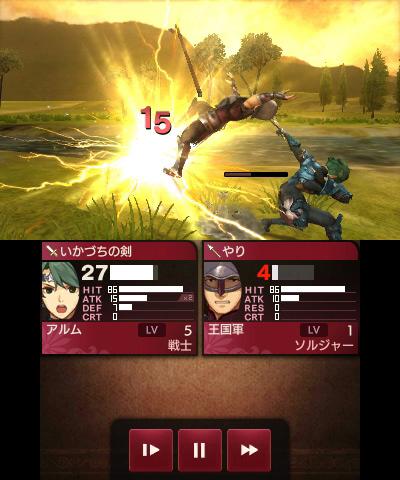 15
いかづちの剣
27
HIT 86
ATK 15 x2
DEF 7
CRT 0
アルム LV 5
戦士
やり
4
HIT 86
ATK 10
RES 0
CRT 0
王国軍 LV 1
ソルジャー